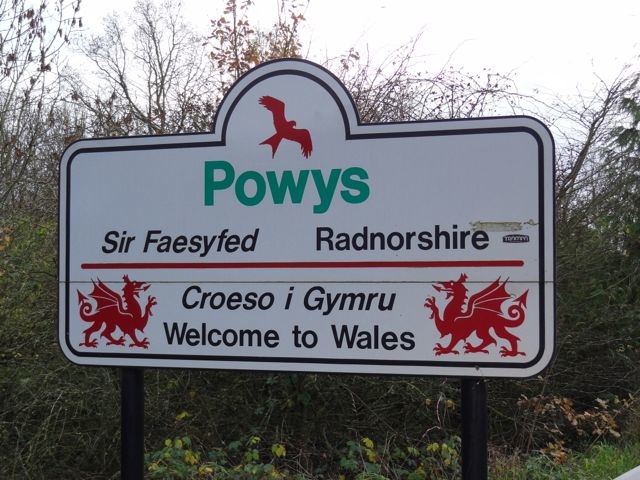 Powys
Sir Faesyfed Radnorshire
Croeso i Gymru
Welcome to Wales